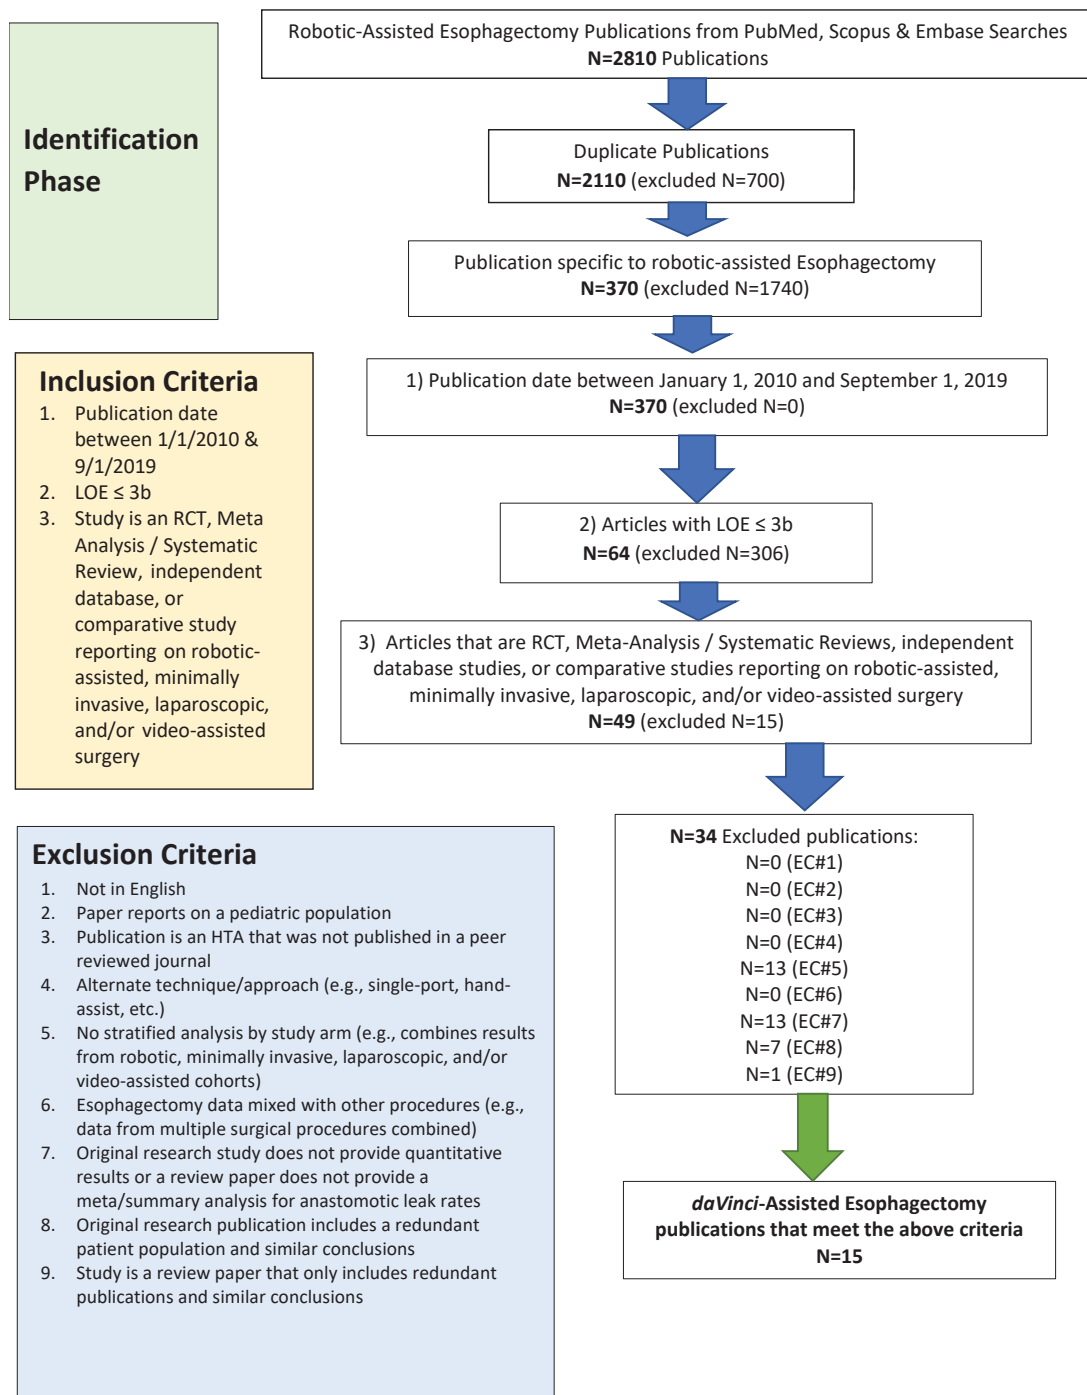 Robotic-Assisted Esophagectomy Publications from PubMed, Scopus & Embase Searches
N=2810 Publications
Identification
Phase
Duplicate Publications
N=2110 (excluded N=700)
Publication specific to robotic-assisted Esophagectomy
N=370 (excluded N=1740)
1) Publication date between January 1, 2010 and September 1, 2019
N=370 (excluded N=0)
2) Articles with LOE ≤ 3b
N=64 (excluded N=306)
3) Articles that are RCT, Meta-Analysis / Systematic Reviews, independent
database studies, or comparative studies reporting on robotic-assisted,
minimally invasive, laparoscopic, and/or video-assisted surgery
N=49 (excluded N=15)
Inclusion Criteria
1. Publication date
between 1/1/2010 &
9/1/2019
2. LOE ≤ 3b
3. Study is an RCT, Meta
Analysis / Systematic
Review, independent
database, or
comparative study
reporting on robotic-
assisted, minimally
invasive, laparoscopic,
and/or video-assisted
surgery
N=34 Excluded publications:
N=0 (EC#1)
N=0 (EC#2)
N=0 (EC#3)
N=0 (EC#4)
N=13 (EC#5)
N=0 (EC#6)
N=13 (EC#7)
N=7 (EC#8)
N=1 (EC#9)
Exclusion Criteria
1. Not in English
2. Paper reports on a pediatric population
3. Publication is an HTA that was not published in a peer
reviewed journal
4. Alternate technique/approach (e.g., single-port, hand-
assist, etc.)
5. No stratified analysis by study arm (e.g., combines results
from robotic, minimally invasive, laparoscopic, and/or
video-assisted cohorts)
6. Esophagectomy data mixed with other procedures (e.g.,
data from multiple surgical procedures combined)
7. Original research study does not provide quantitative
results or a review paper does not provide a
meta/summary analysis for anastomotic leak rates
8. Original research publication includes a redundant
patient population and similar conclusions
9. Study is a review paper that only includes redundant
publications and similar conclusions
daVinci-Assisted Esophagectomy
publications that meet the above criteria
N=15